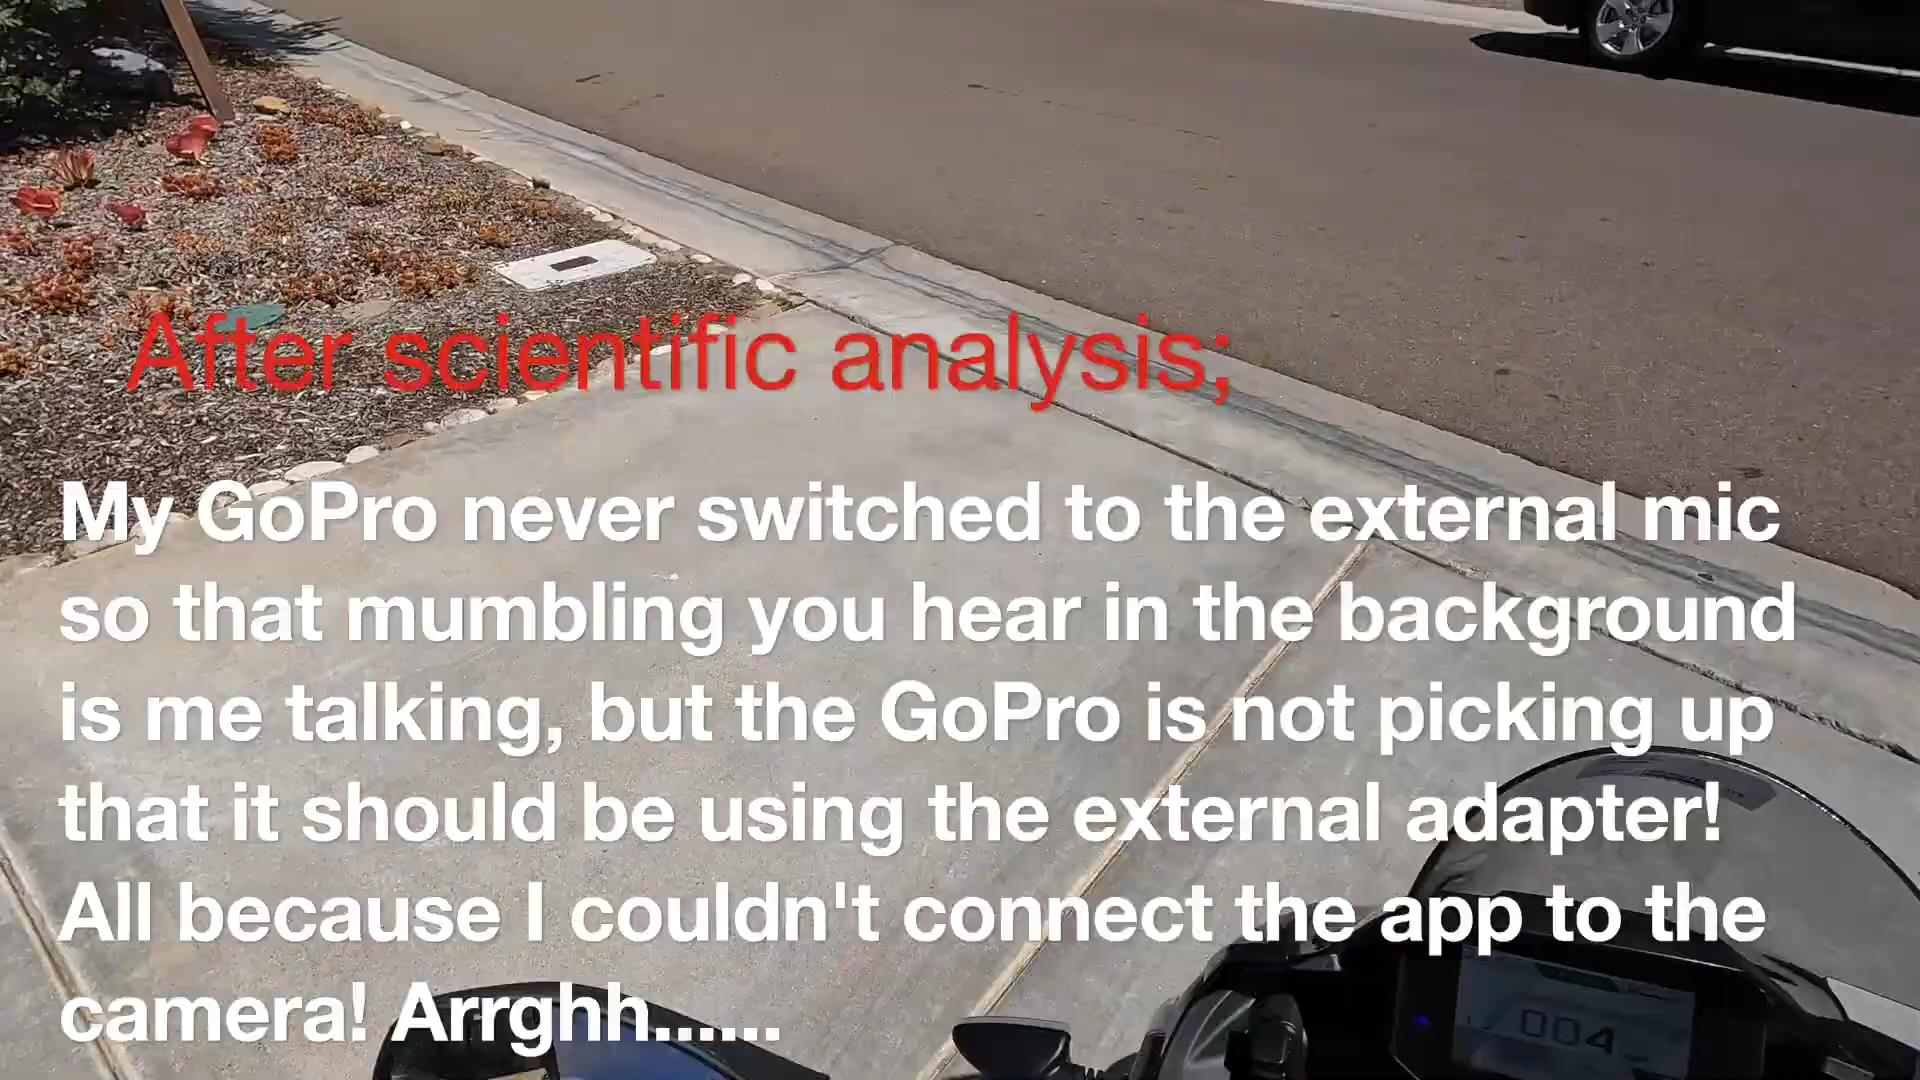 After scientific analysis;
My GoPro never switched to the external mic
so that mumbling you hear in the background
is me talking, but the GoPro is not picking up
that it should be using the external adapter!
All because I couldn't connect the app to the
camera! Arrghh......
004